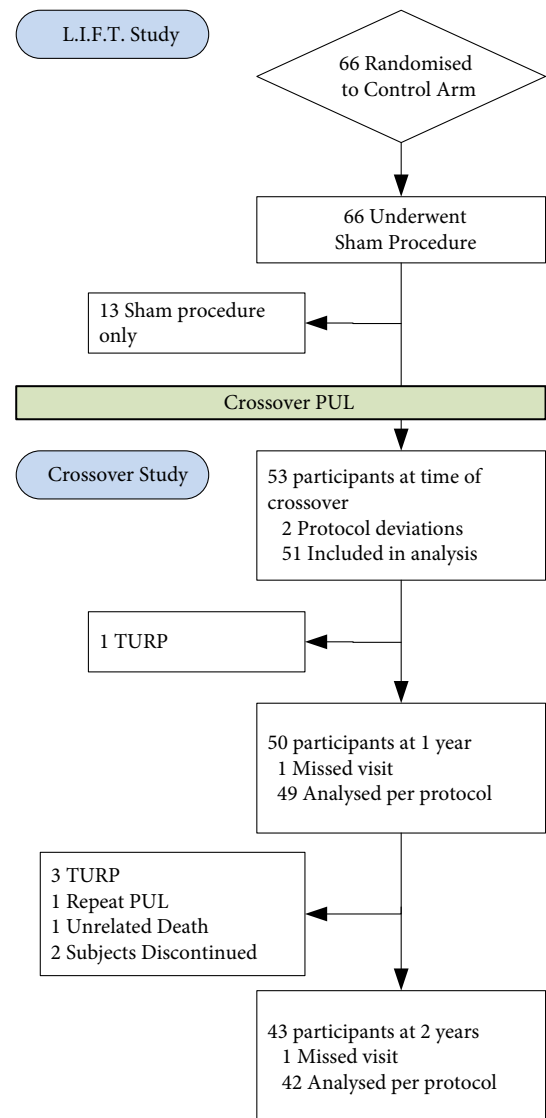 L.I.F.T. Study
66 Randomised
to Control Arm
66 Underwent
Sham Procedure
13 Sham procedure
only
Crossover PUL
Crossover Study
53 participants at time of
crossover
2 Protocol deviations
51 Included in analysis
1 TURP
50 participants at 1 year
1 Missed visit
49 Analysed per protocol
3 TURP
1 Repeat PUL
1 Unrelated Death
2 Subjects Discontinued
43 participants at 2 years
1 Missed visit
42 Analysed per protocol